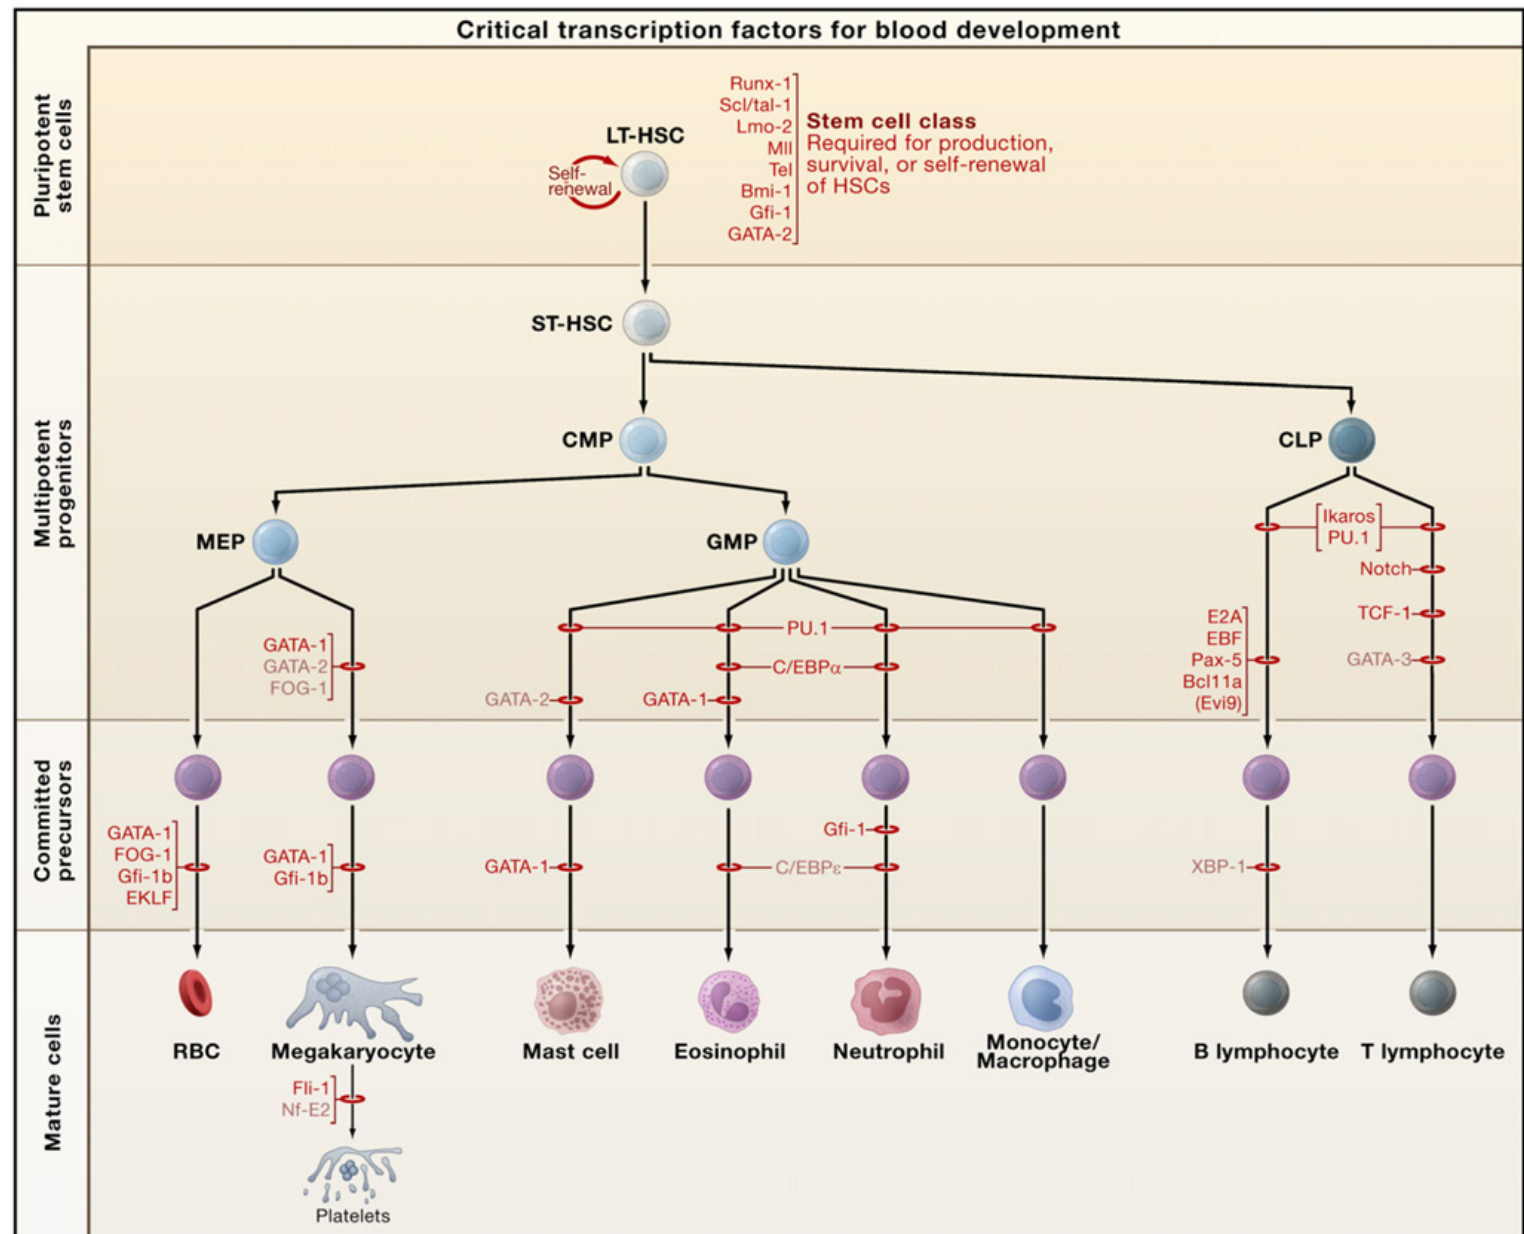 Critical transcription factors for blood development
Pluripotent
stem cells
LT-HSC
Self-
renewal
Runx-1
Scl/tal-1
Lmo-2
Mll
Tel
Bmi-1
Gfi-1
GATA-2
Stem cell class
Required for production,
survival, or self-renewal
of HSCs
Multipotent
progenitors
ST-HSC
CMP
CLP
MEP
GMP
Ikaros
PU.1
Notch
TCF-1
GATA-3
E2A
EBF
Pax-5
Bcl11a
(Evi9)
GATA-1
GATA-2
FOG-1
PU.1
C/EBPα
GATA-2
GATA-1
Committed
precursors
GATA-1
FOG-1
Gfi-1b
EKLF
GATA-1
Gfi-1b
GATA-1
Gfi-1
C/EBPε
XBP-1
Mature cells
RBC
Megakaryocyte
Mast cell
Eosinophil
Neutrophil
Monocyte/
Macrophage
B lymphocyte
T lymphocyte
Fli-1
Nf-E2
Platelets